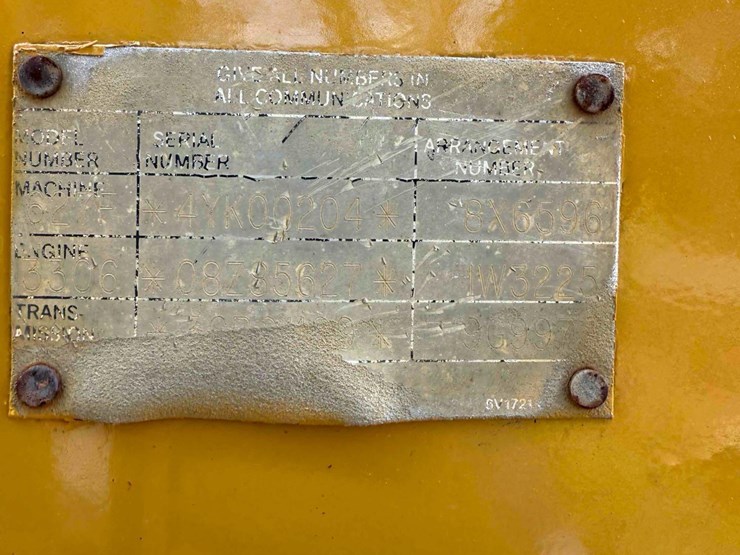 GIVE ALL NUMBERS IN
ALL COMMUNICATIONS
MODEL NUMBER SERIAL NUMBER ARRANGEMENT NUMBER
MACHINE *4YK00204* 8X6596
ENGINE 3306 *08Z85627* 1W3225
TRANS-
MISSION